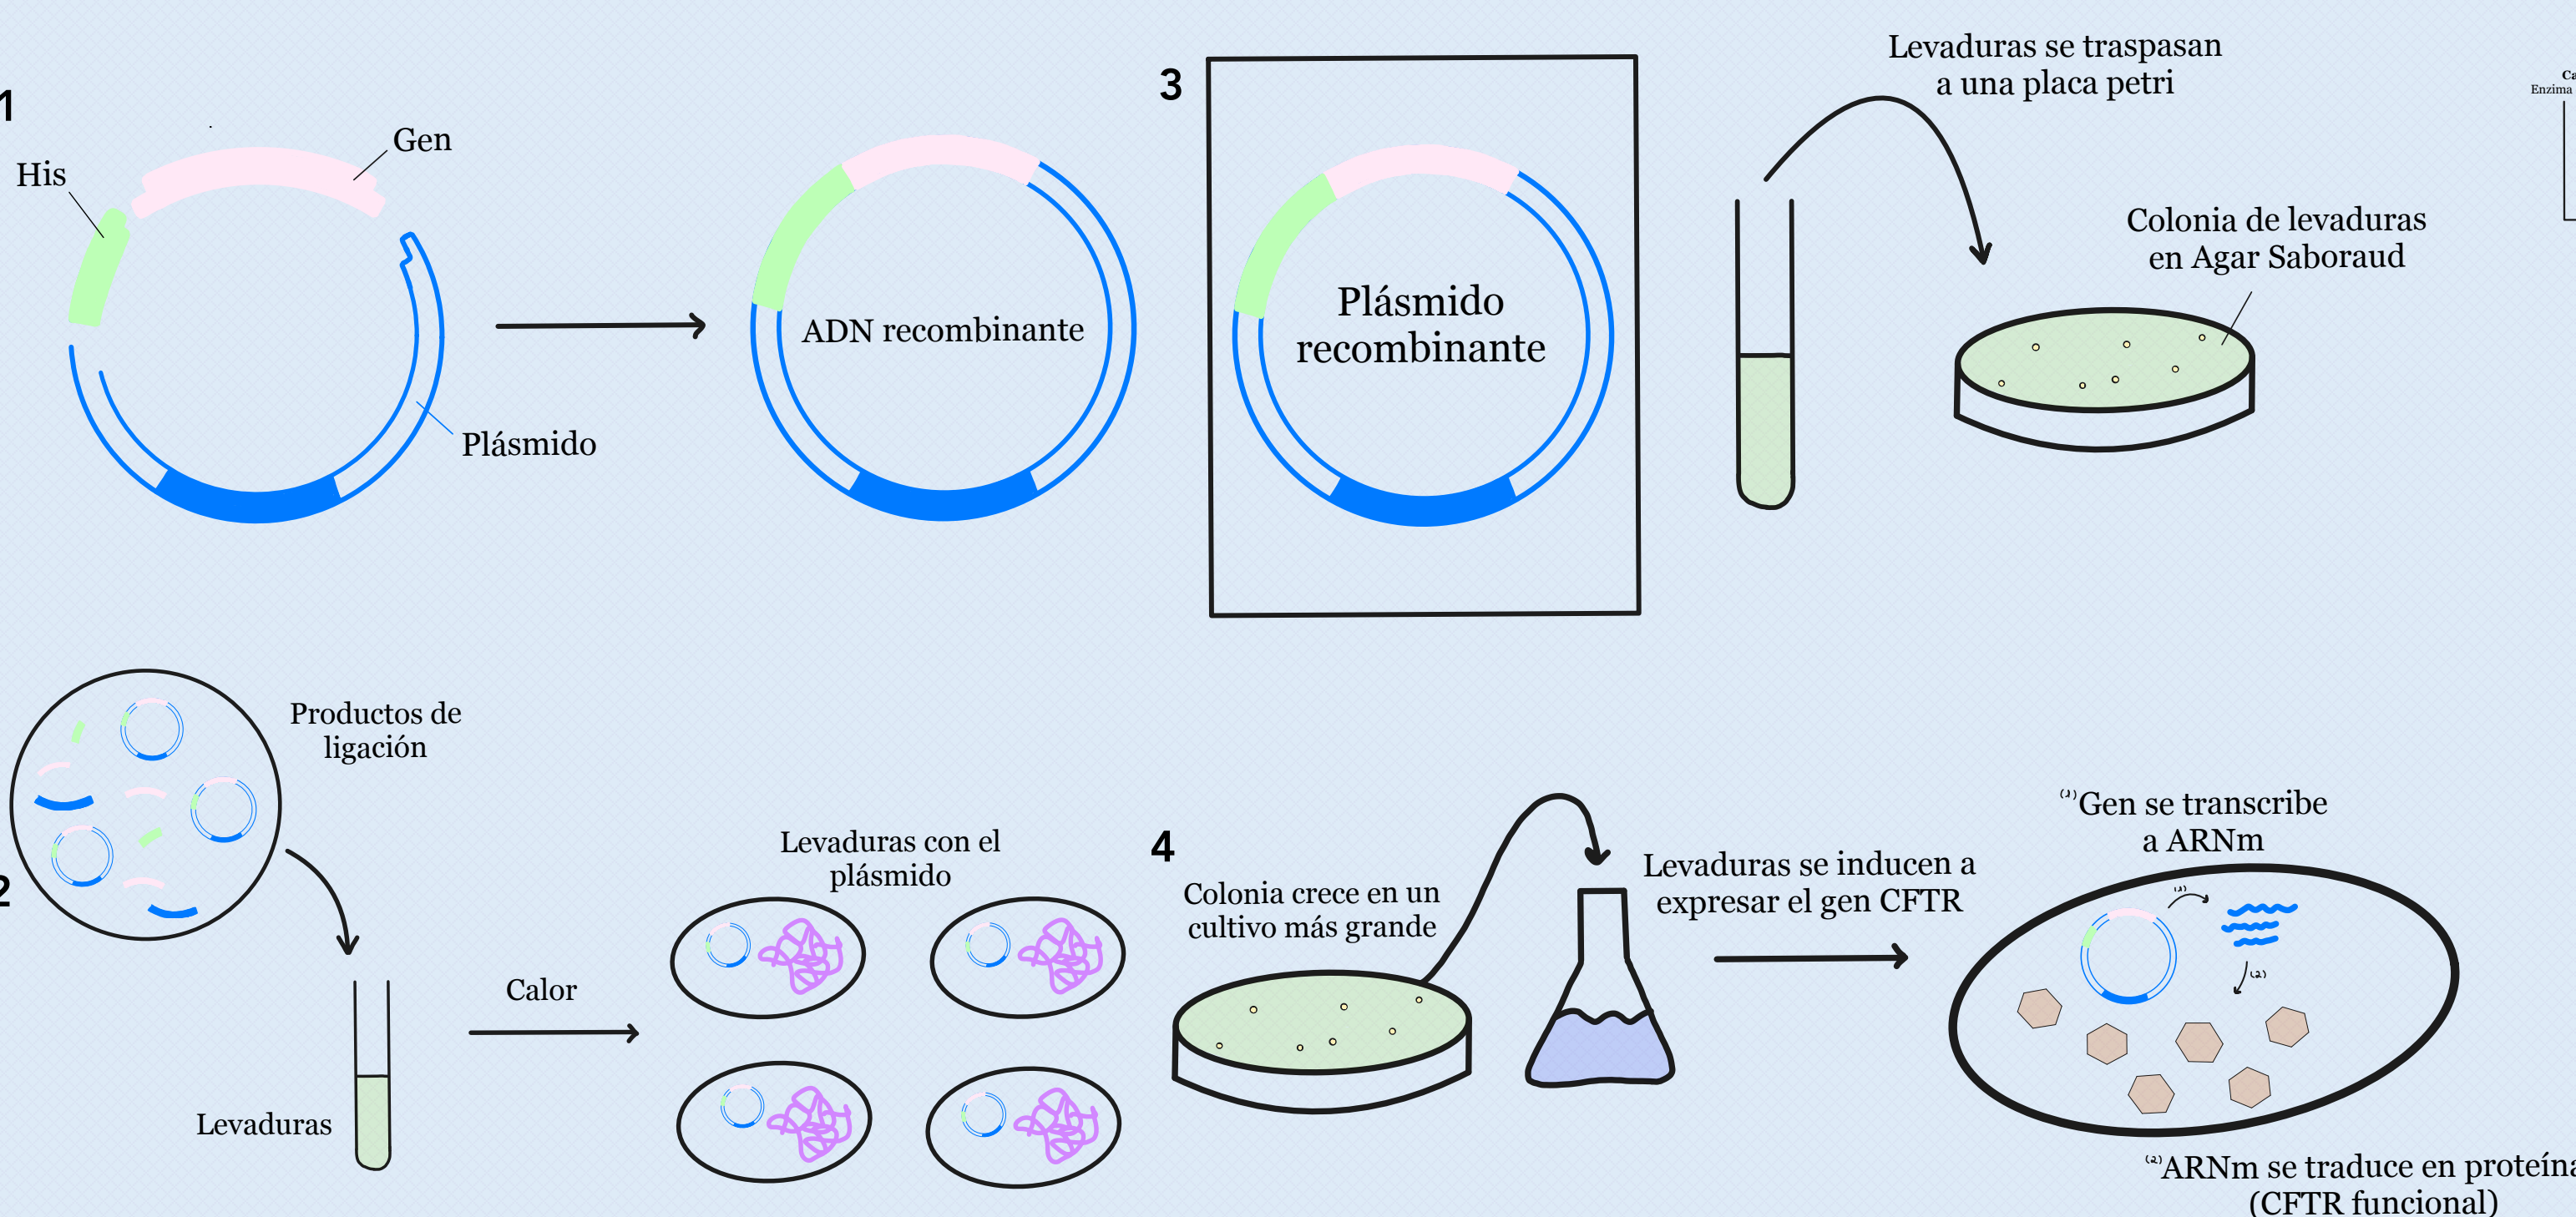 1
His
Gen
Plásmido
ADN recombinante
2
Productos de
ligación
Levaduras
Calor
Levaduras con el
plásmido
3
Plásmido
recombinante
Levaduras se traspasan
a una placa petri
Colonia de levaduras
en Agar Saboraud
4
Colonia crece en un
cultivo más grande
Levaduras se inducen a
expresar el gen CFTR
(1)Gen se transcribe
a ARNm
(1)
(2)
(2)ARNm se traduce en proteína
(CFTR funcional)
Enzima